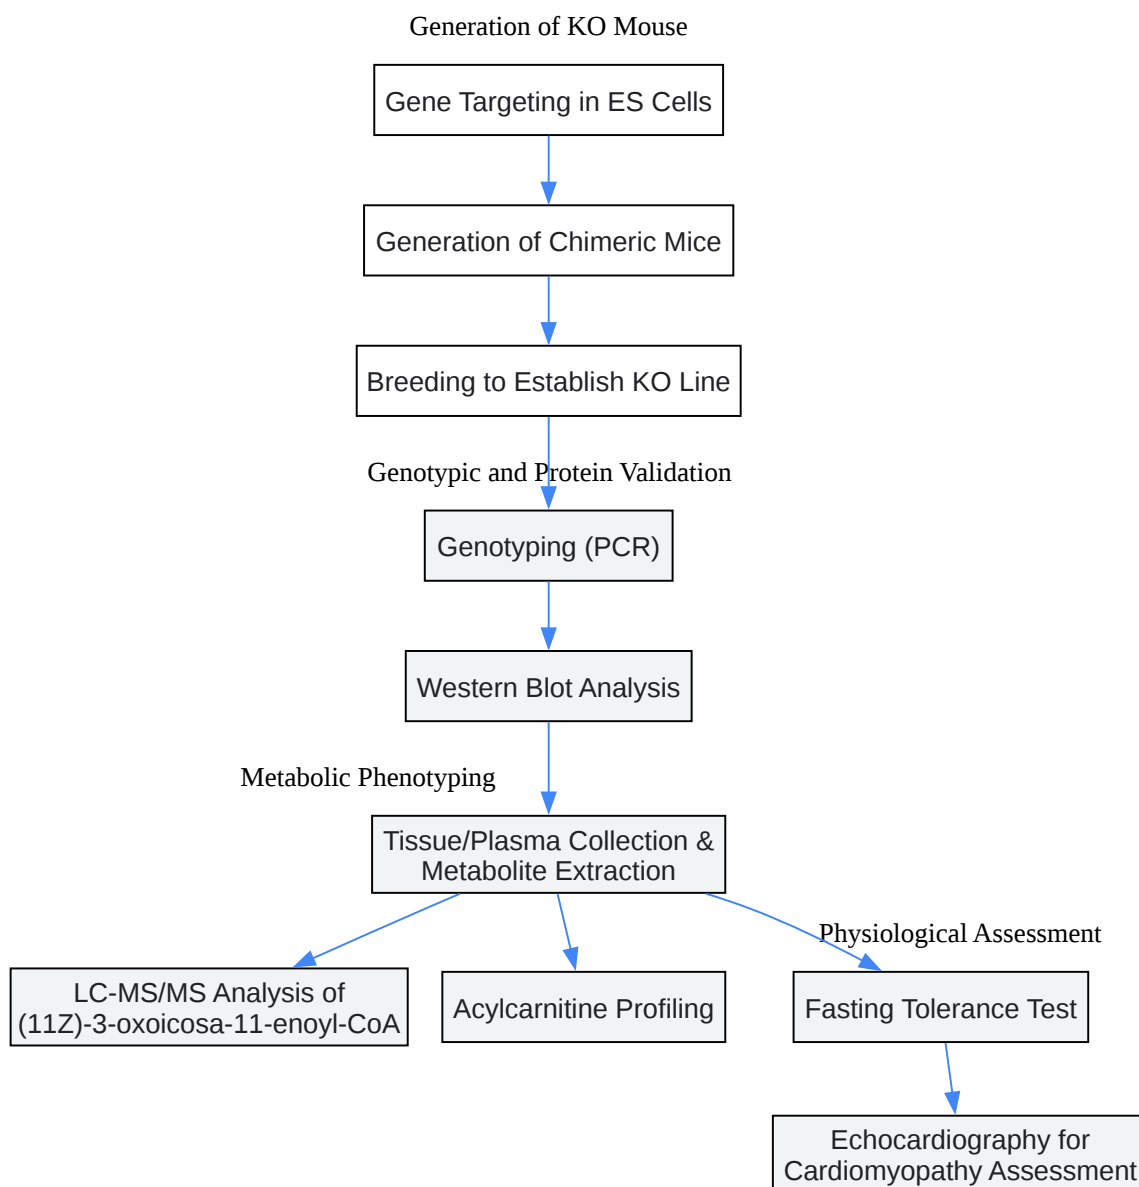 Generation of KO Mouse
Gene Targeting in ES Cells
Generation of Chimeric Mice
Breeding to Establish KO Line
Genotypic and Protein Validation
Genotyping (PCR)
Western Blot Analysis
Metabolic Phenotyping
Tissue/Plasma Collection &
Metabolite Extraction
Physiological Assessment
LC-MS/MS Analysis of
(11Z)-3-oxoicosa-11-enoyl-CoA
Acylcarnitine Profiling
Fasting Tolerance Test
Echocardiography for
Cardiomyopathy Assessment